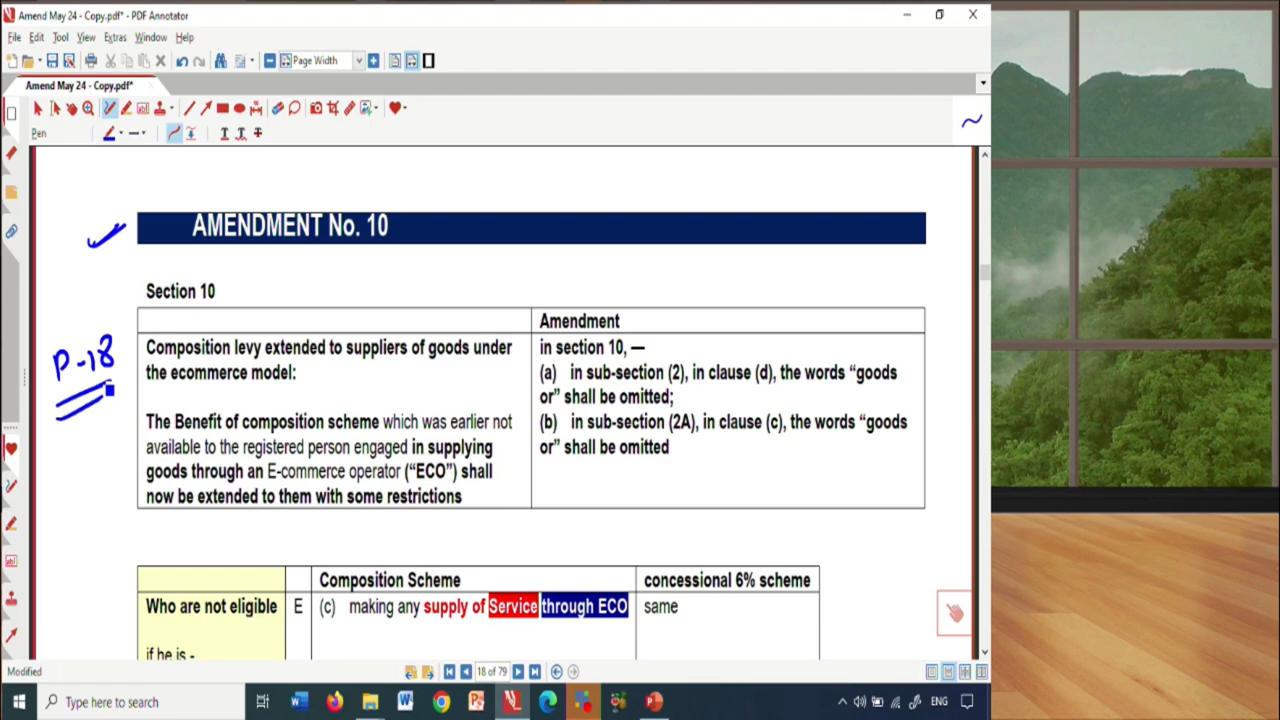 Amend May 24 - Copy.pdf* - PDF Annotator
File Edit Tool View Extras Window Help
Page Width
Amend May 24 - Copy.pdf*
Pen
AMENDMENT No. 10
Section 10
Amendment
P-18
Composition levy extended to suppliers of goods under
the ecommerce model:
The Benefit of composition scheme which was earlier not
available to the registered person engaged in supplying
goods through an E-commerce operator ("ECO") shall
now be extended to them with some restrictions
in section 10, —
(a) in sub-section (2), in clause (d), the words “goods
or” shall be omitted;
(b) in sub-section (2A), in clause (c), the words “goods
or” shall be omitted
Composition Scheme concessional 6% scheme
Who are not eligible E (c) making any supply of Service through ECO same
if he is -
Modified 18 of 79
Type here to search ENG